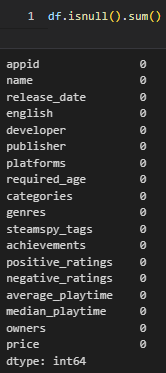 1 df.isnull().sum()
appid 0
name 0
release_date 0
english 0
developer 0
publisher 0
platforms 0
required_age 0
categories 0
genres 0
steamspy_tags 0
achievements 0
positive_ratings 0
negative_ratings 0
average_playtime 0
median_playtime 0
owners 0
price 0
dtype: int64